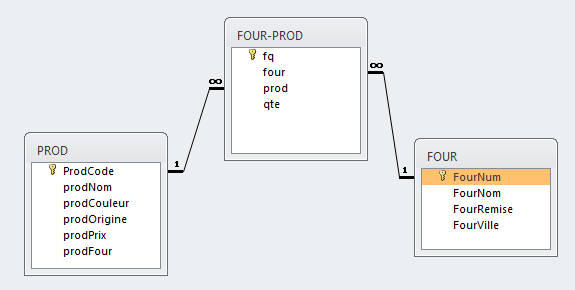 FOUR-PROD
fq
four
prod
qte
∞
∞
PROD
ProdCode
prodNom
prodCouleur
prodOrigine
prodPrix
prodFour
1
FOUR
FourNum
FourNom
FourRemise
FourVille
1